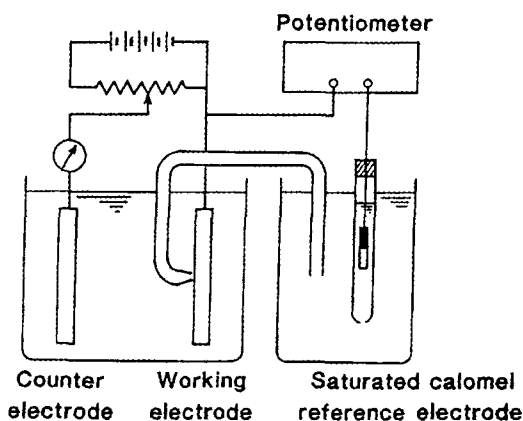 Potentiometer
Counter
electrode
Working
electrode
Saturated calomel
reference electrode